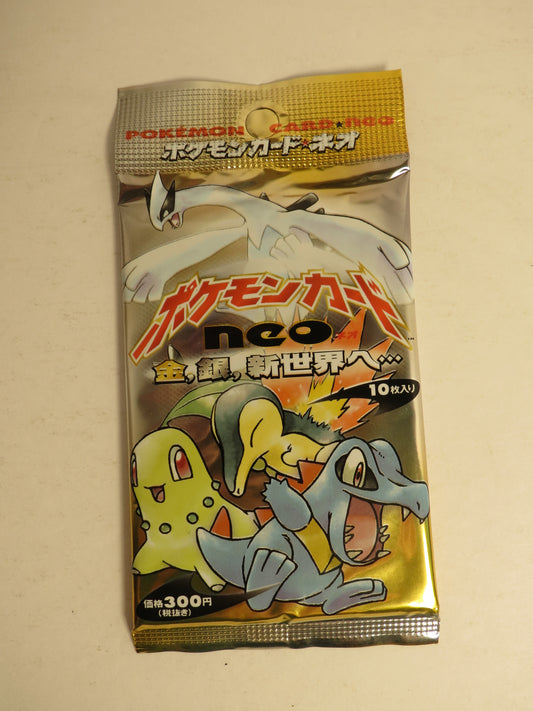 POKÉMON CARD★neo
ポケモンカード★ネオ
ポケモンカード
neo ネオ
金、銀、新世界へ…
10枚入り
価格300円
(税抜き)